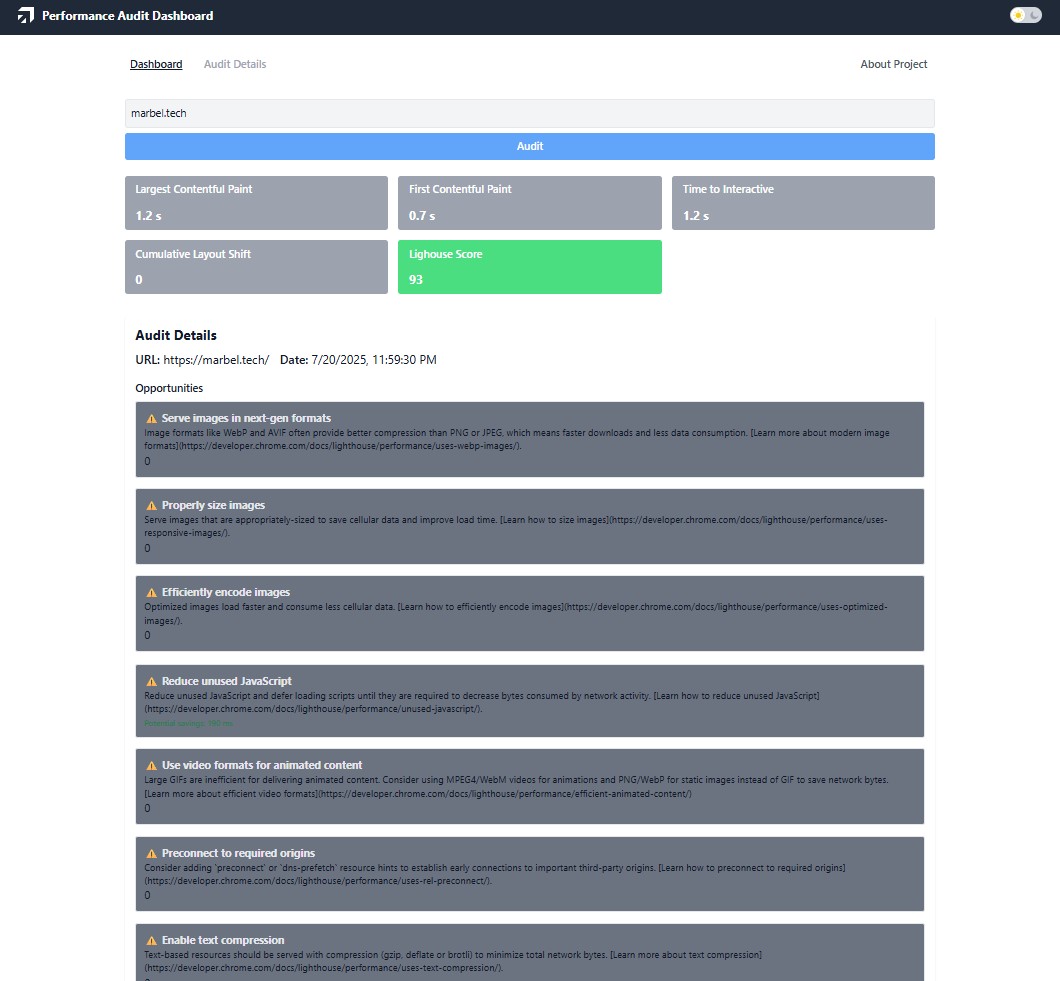 Performance Audit Dashboard
Dashboard
Audit Details
About Project
marbel.tech
Audit
Largest Contentful Paint
1.2 s
First Contentful Paint
0.7 s
Time to Interactive
1.2 s
Cumulative Layout Shift
0
Lighouse Score
93
Audit Details
URL: https://marbel.tech/ Date: 7/20/2025, 11:59:30 PM
Opportunities
⚠ Serve images in next-gen formats
Image formats like WebP and AVIF often provide better compression than PNG or JPEG, which means faster downloads and less data consumption. [Learn more about modern image
formats](https://developer.chrome.com/docs/lighthouse/performance/uses-webp-images/).
0
⚠ Properly size images
Serve images that are appropriately-sized to save cellular data and improve load time. [Learn how to size images](https://developer.chrome.com/docs/lighthouse/performance/uses-
responsive-images/).
0
⚠ Efficiently encode images
Optimized images load faster and consume less cellular data. [Learn how to efficiently encode images](https://developer.chrome.com/docs/lighthouse/performance/uses-optimized-
images/).
0
⚠ Reduce unused JavaScript
Reduce unused JavaScript and defer loading scripts until they are required to decrease bytes consumed by network activity. [Learn how to reduce unused JavaScript]
(https://developer.chrome.com/docs/lighthouse/performance/unused-javascript/).
Potential savings: ms
⚠ Use video formats for animated content
Large GIFs are inefficient for delivering animated content. Consider using MPEG4/WebM videos for animations and PNG/WebP for static images instead of GIF to save network bytes.
[Learn more about efficient video formats](https://developer.chrome.com/docs/lighthouse/performance/efficient-animated-content/)
0
⚠ Preconnect to required origins
Consider adding `preconnect` or `dns-prefetch` resource hints to establish early connections to important third-party origins. [Learn how to preconnect to required origins]
(https://developer.chrome.com/docs/lighthouse/performance/uses-rel-preconnect/).
0
⚠ Enable text compression
Text-based resources should be served with compression (gzip, deflate or brotli) to minimize total network bytes. [Learn more about text compression]
(https://developer.chrome.com/docs/lighthouse/performance/uses-text-compression/).